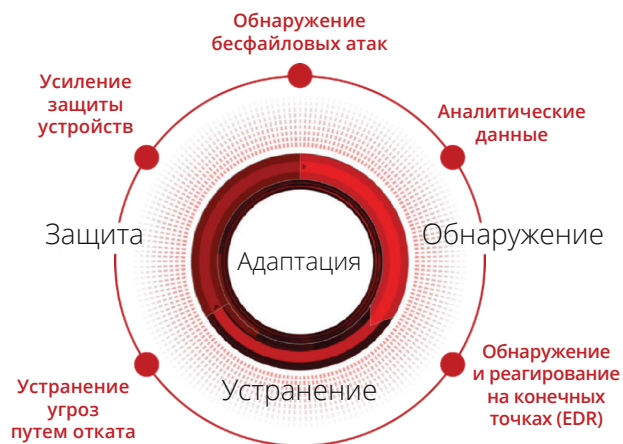 Обнаружение
бесфайловых атак
Усиление
защиты
устройств
Аналитические
данные
Защита
Обнаружение
Адаптация
Устранение
Устранение
угроз
путем отката
Обнаружение
и реагирование
на конечных
точках (EDR)